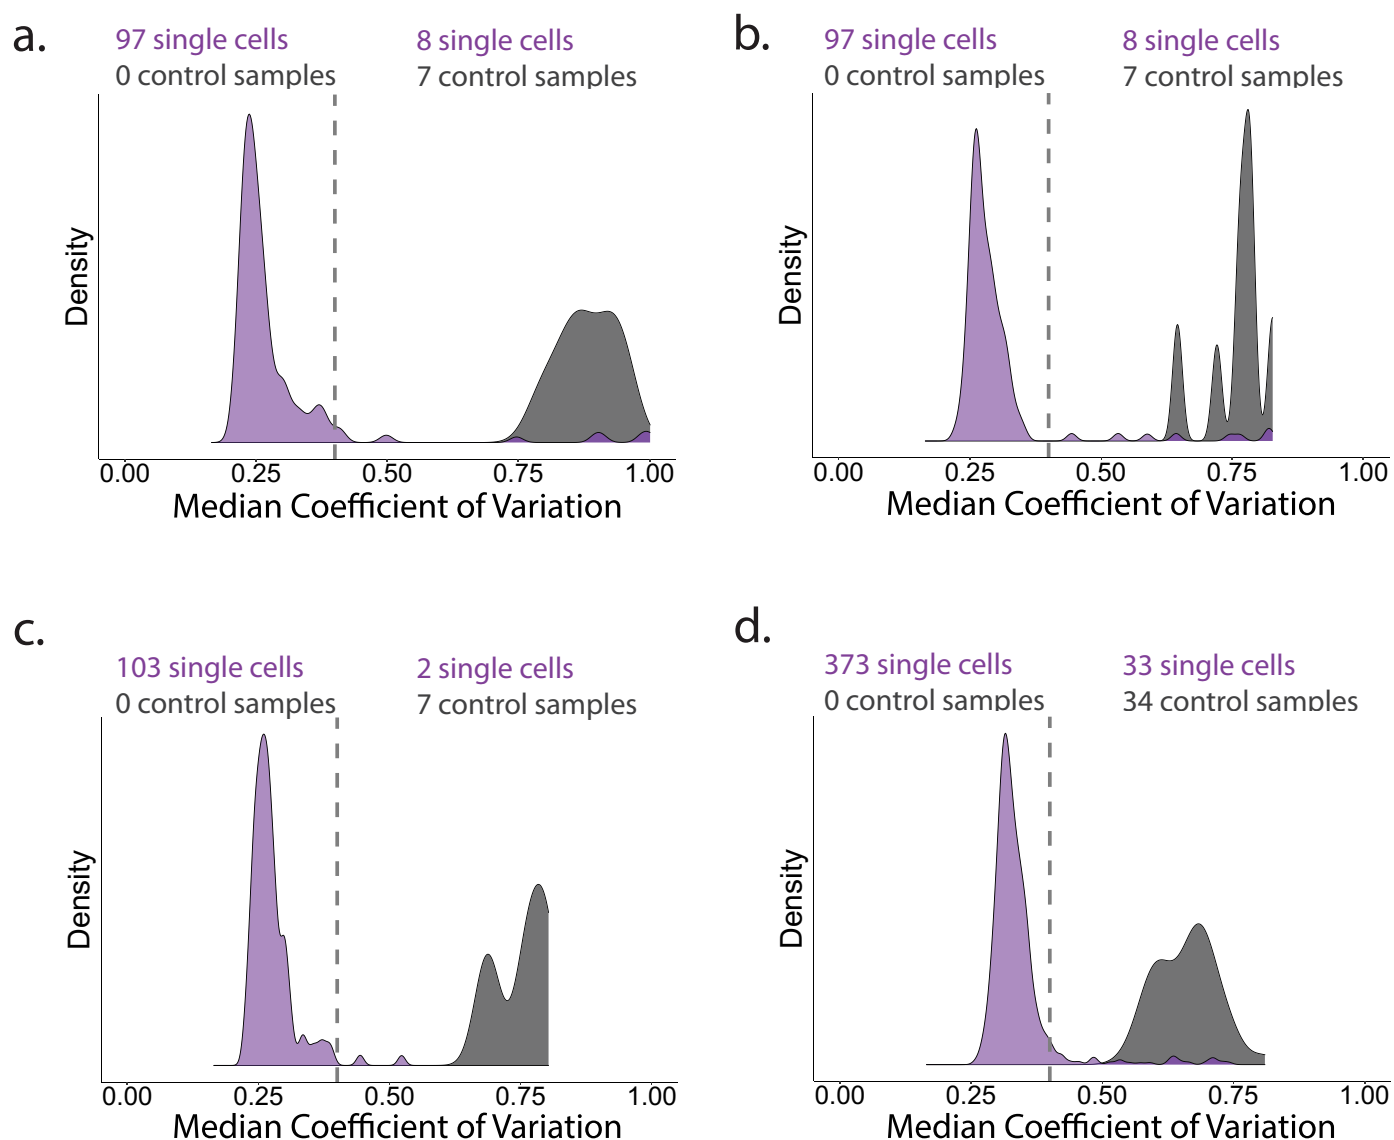 a.
97 single cells
8 single cells
0 control samples
7 control samples
Density
0.00 0.25 0.50 0.75 1.00
Median Coefficient of Variation
b.
97 single cells
8 single cells
0 control samples
7 control samples
Density
0.00 0.25 0.50 0.75 1.00
Median Coefficient of Variation
c.
103 single cells
2 single cells
0 control samples
7 control samples
Density
0.00 0.25 0.50 0.75 1.00
Median Coefficient of Variation
d.
373 single cells
33 single cells
0 control samples
34 control samples
Density
0.00 0.25 0.50 0.75 1.00
Median Coefficient of Variation